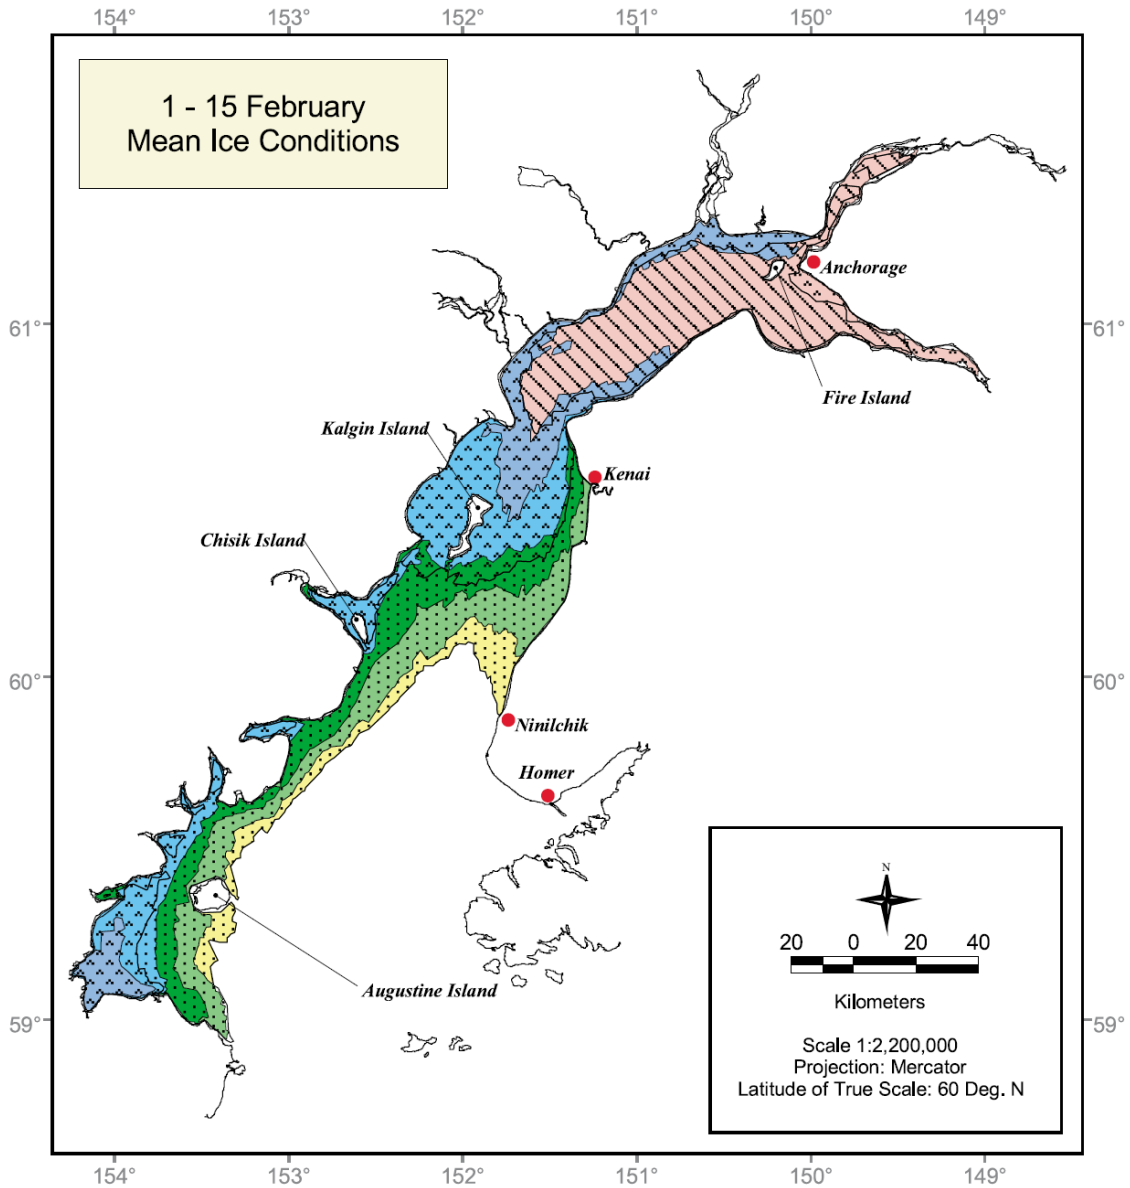 154° 153° 152° 151° 150° 149°
1 - 15 February
Mean Ice Conditions
Anchorage
61° 61°
Fire Island
Kalgin Island
Kenai
Chisik Island
60° 60°
Ninilchik
Homer
N
20 0 20 40
Kilometers
Augustine Island
59° 59°
Scale 1:2,200,000
Projection: Mercator
Latitude of True Scale: 60 Deg. N
154° 153° 152° 151° 150° 149°